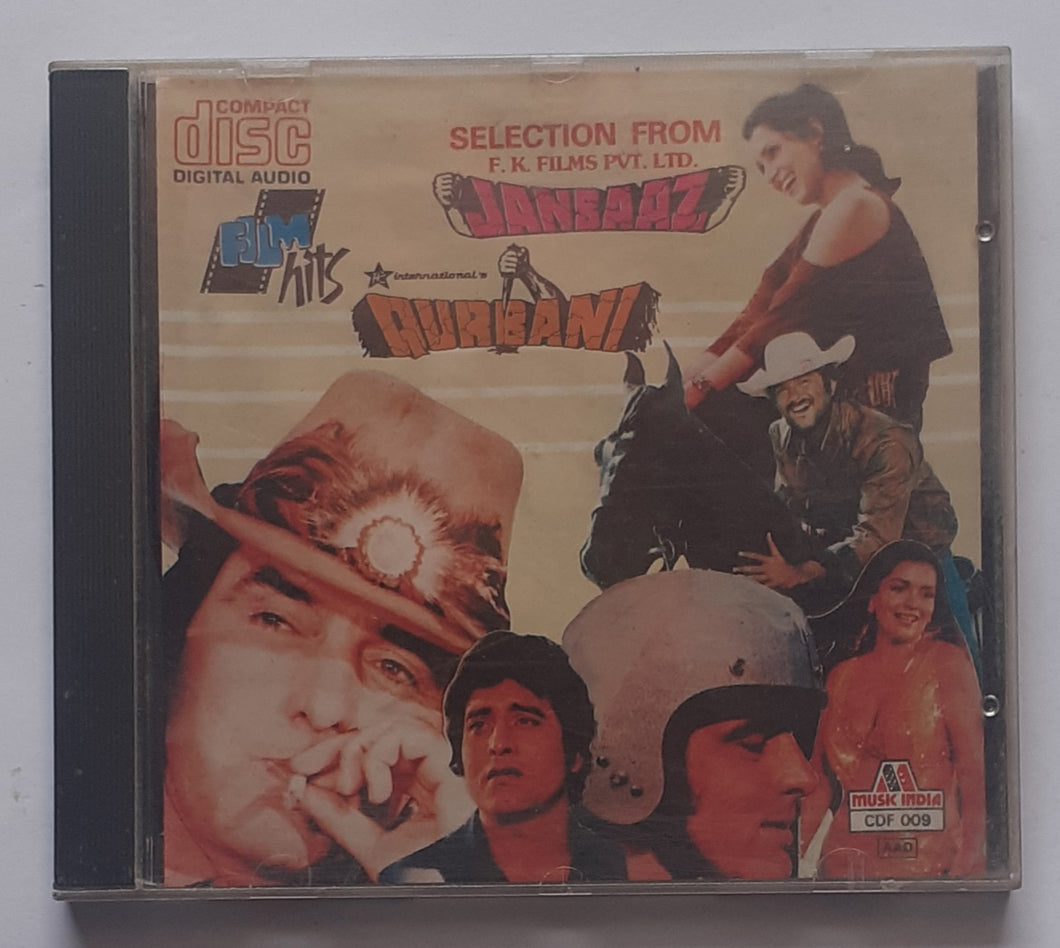 COMPACT
disc
DIGITAL AUDIO
FILM
hits
SELECTION FROM
F. K. FILMS PVT. LTD.
JANBAAZ
FK international's
QURBANI
MUSIC INDIA
CDF 009
AAD